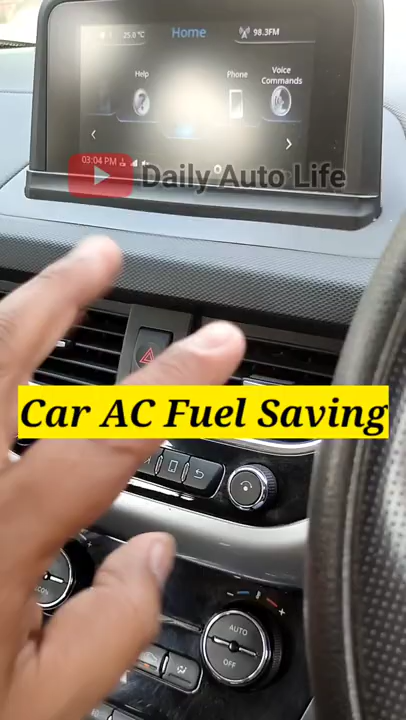 25.0 °C
Home
98.3FM
Help
Phone
Voice
Commands
03:04 PM
Daily Auto Life
Car AC Fuel Saving
AUTO
OFF